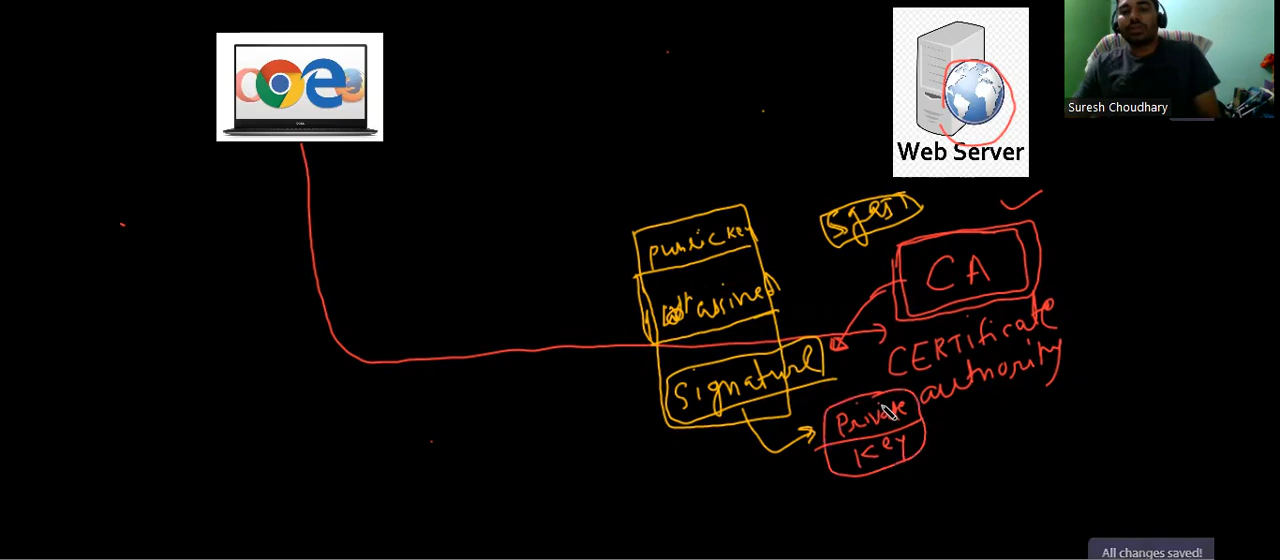 Web Server
Suresh Choudhary
public key
Signature
CA
CERTificate
authority
Private
Key
All changes saved!